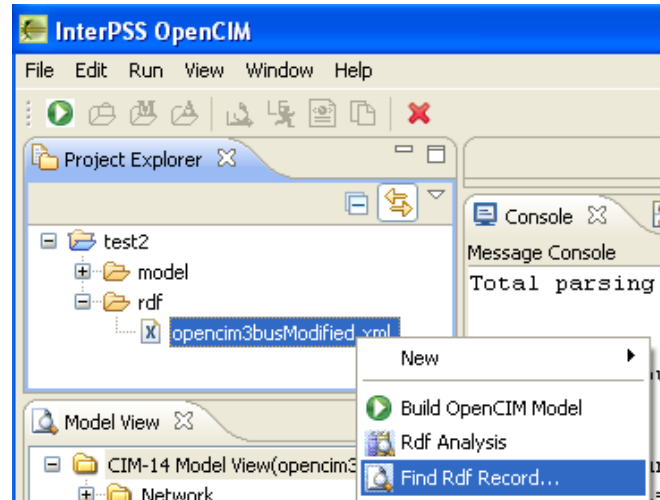 InterPSS OpenCIM
File Edit Run View Window Help
Project Explorer
test2
model
rdf
opencim3busModified.xml
Console
Message Console
Total parsing
New
Build OpenCIM Model
Rdf Analysis
Find Rdf Record...
Model View
CIM-14 Model View(opencim3
Network